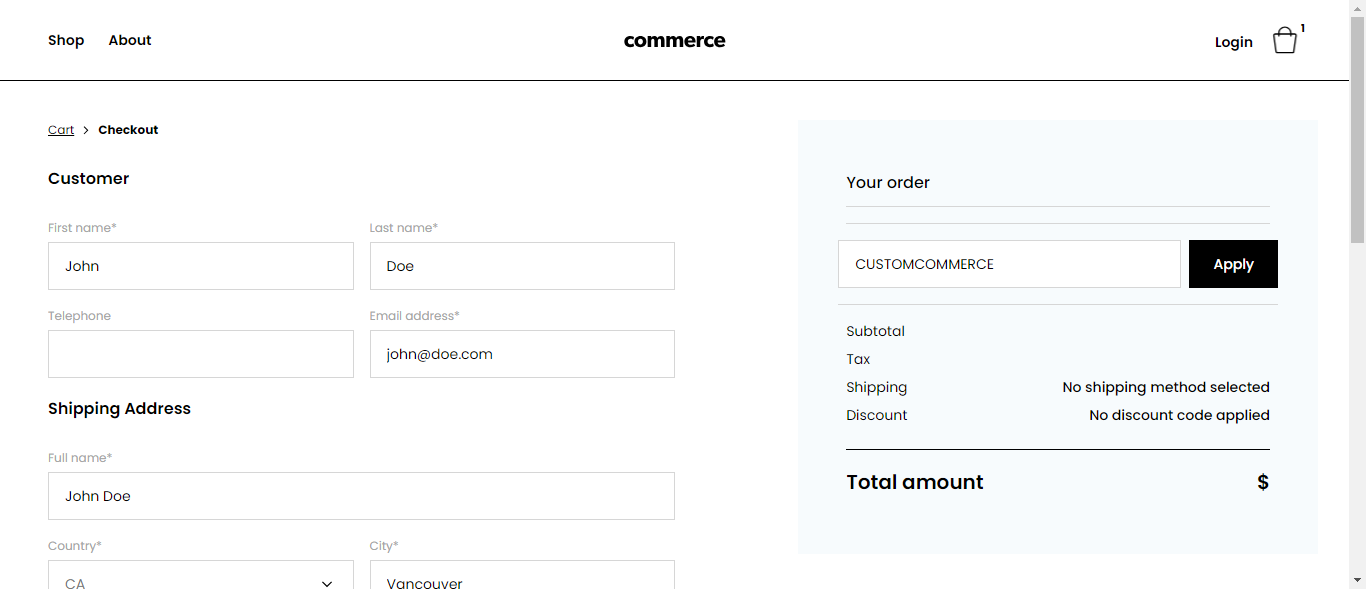 Shop About commerce Login 1
Cart > Checkout
Customer
First name* Last name*
John Doe
Telephone Email address*
john@doe.com
Shipping Address
Full name*
John Doe
Country* City*
CA Vancouver
Your order
CUSTOMCOMMERCE Apply
Subtotal
Tax
Shipping No shipping method selected
Discount No discount code applied
Total amount $